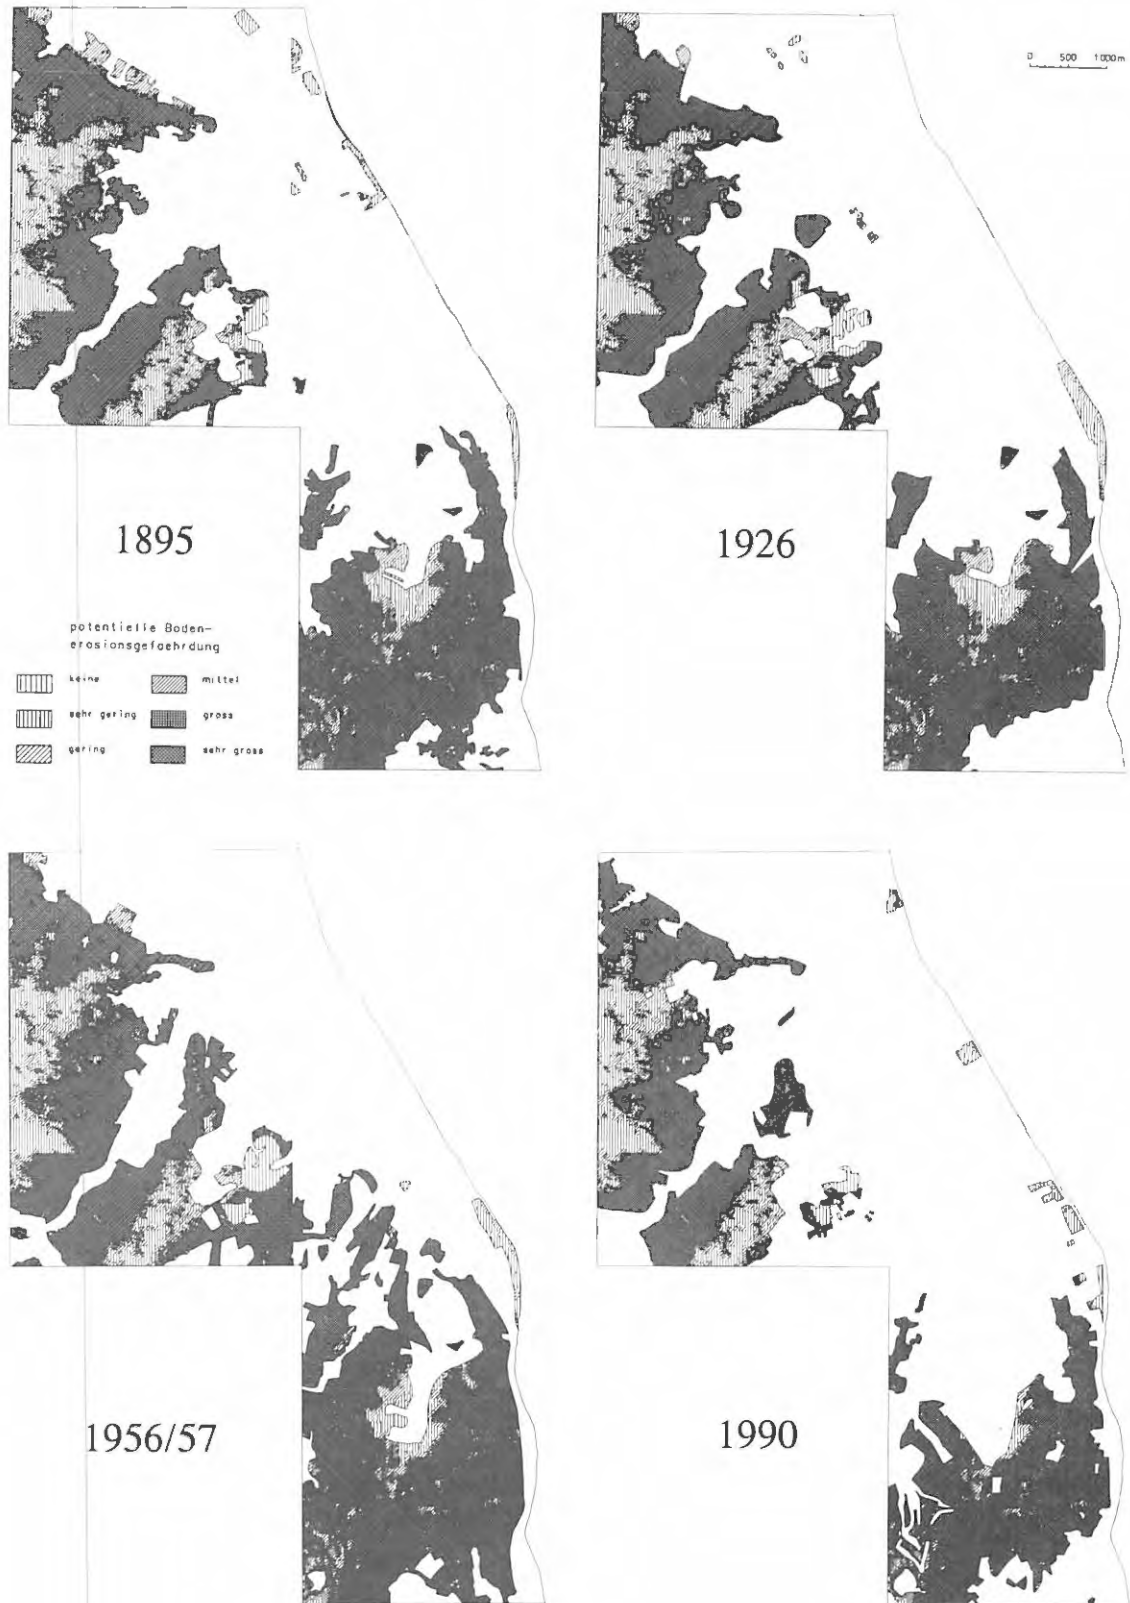 0 500 1000m
1895
1926
potentielle Boden-
erosionsgefaehrdung
keine mittel
sehr gering gross
gering sehr gross
1956/57
1990